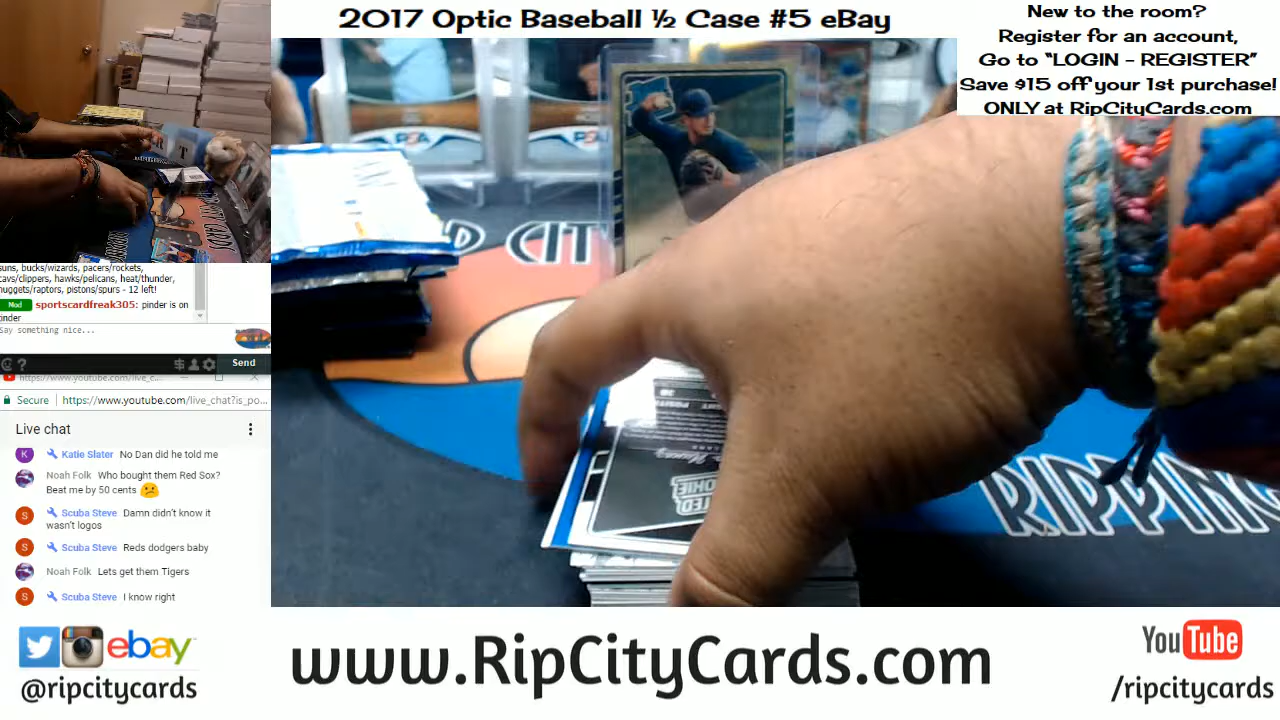 2017 Optic Baseball ½ Case #5 eBay
New to the room?
Register for an account,
Go to “LOGIN – REGISTER”
Save $15 off your 1st purchase!
ONLY at RipCityCards.com
PSA
PSA
CIT
RIPPING
suns, bucks/wizards, pacers/rockets,
cavs/clippers, hawks/pelicans, heat/thunder,
nuggets/raptors, pistons/spurs - 12 left!
Mod sportscardfreak305: pinder is on
tinder
Say something nice...
Send
https://www.youtube.com/live_c...
Secure https://www.youtube.com/live_chat?is_po...
Live chat
K Katie Slater No Dan did he told me
Noah Folk Who bought them Red Sox?
Beat me by 50 cents
S Scuba Steve Damn didn't know it
wasn't logos
S Scuba Steve Reds dodgers baby
Noah Folk Lets get them Tigers
S Scuba Steve I know right
ebay
@ripcitycards
www.RipCityCards.com
YouTube
/ripcitycards